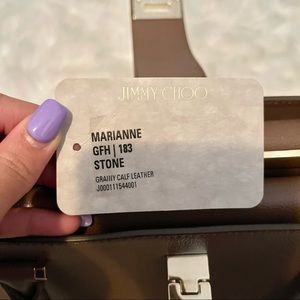 JIMMY CHOO
MARIANNE
GFH | 183
STONE
GRAINY CALF LEATHER
J000111544001